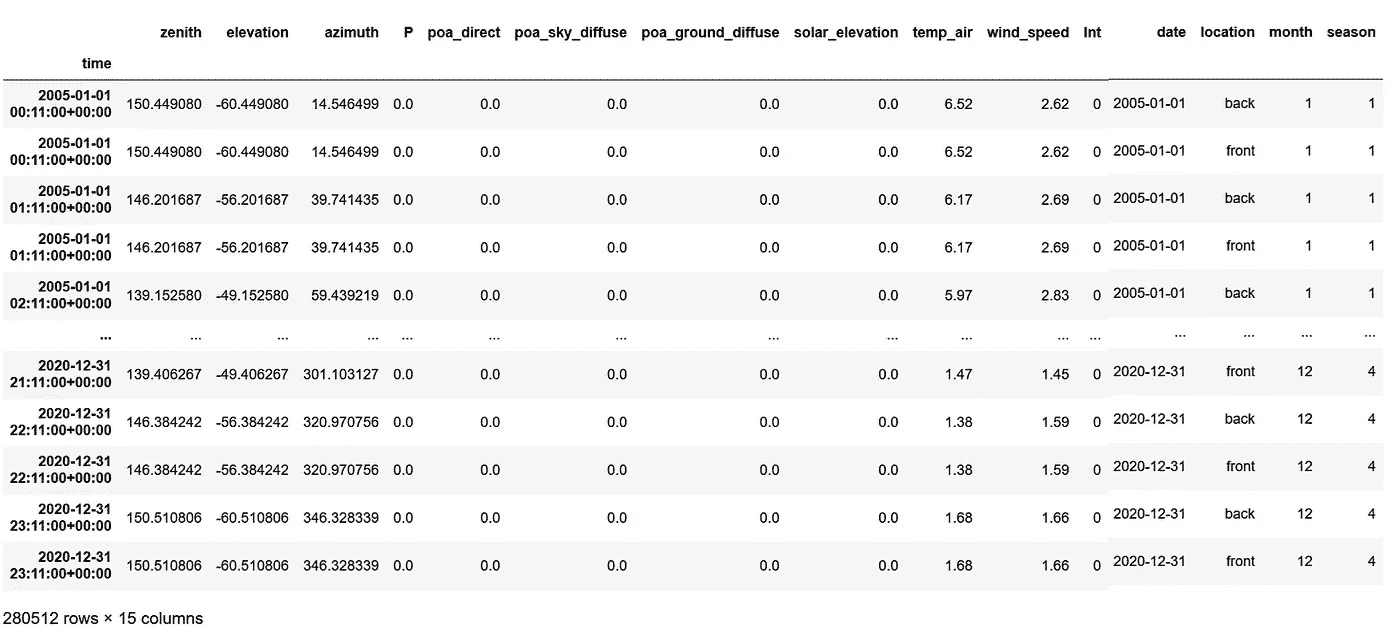 zenith elevation azimuth P poa_direct poa_sky_diffuse poa_ground_diffuse solar_elevation temp_air wind_speed Int date location month season
time
2005-01-01
00:11:00+00:00 150.449080 -60.449080 14.546499 0.0 0.0 0.0 0.0 0.0 6.52 2.62 0 2005-01-01 back 1 1
2005-01-01
00:11:00+00:00 150.449080 -60.449080 14.546499 0.0 0.0 0.0 0.0 0.0 6.52 2.62 0 2005-01-01 front 1 1
2005-01-01
01:11:00+00:00 146.201687 -56.201687 39.741435 0.0 0.0 0.0 0.0 0.0 6.17 2.69 0 2005-01-01 back 1 1
2005-01-01
01:11:00+00:00 146.201687 -56.201687 39.741435 0.0 0.0 0.0 0.0 0.0 6.17 2.69 0 2005-01-01 front 1 1
2005-01-01
02:11:00+00:00 139.152580 -49.152580 59.439219 0.0 0.0 0.0 0.0 0.0 5.97 2.83 0 2005-01-01 back 1 1
... ... ... ... ... ... ... ... ... ... ... ... ... ... ... ...
2020-12-31
21:11:00+00:00 139.406267 -49.406267 301.103127 0.0 0.0 0.0 0.0 0.0 1.47 1.45 0 2020-12-31 front 12 4
2020-12-31
22:11:00+00:00 146.384242 -56.384242 320.970756 0.0 0.0 0.0 0.0 0.0 1.38 1.59 0 2020-12-31 back 12 4
2020-12-31
22:11:00+00:00 146.384242 -56.384242 320.970756 0.0 0.0 0.0 0.0 0.0 1.38 1.59 0 2020-12-31 front 12 4
2020-12-31
23:11:00+00:00 150.510806 -60.510806 346.328339 0.0 0.0 0.0 0.0 0.0 1.68 1.66 0 2020-12-31 back 12 4
2020-12-31
23:11:00+00:00 150.510806 -60.510806 346.328339 0.0 0.0 0.0 0.0 0.0 1.68 1.66 0 2020-12-31 front 12 4
280512 rows × 15 columns